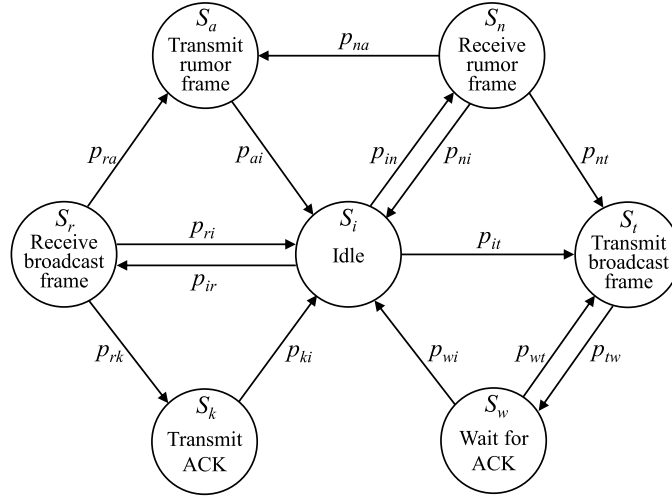 S_a
Transmit
rumor
frame
p_na
S_n
Receive
rumor
frame
p_ra
p_ai
p_in
p_ni
p_nt
S_r
Receive
broadcast
frame
p_ri
p_ir
S_i
Idle
p_it
S_t
Transmit
broadcast
frame
p_rk
p_ki
p_wi
p_wt
p_tw
S_k
Transmit
ACK
S_w
Wait for
ACK